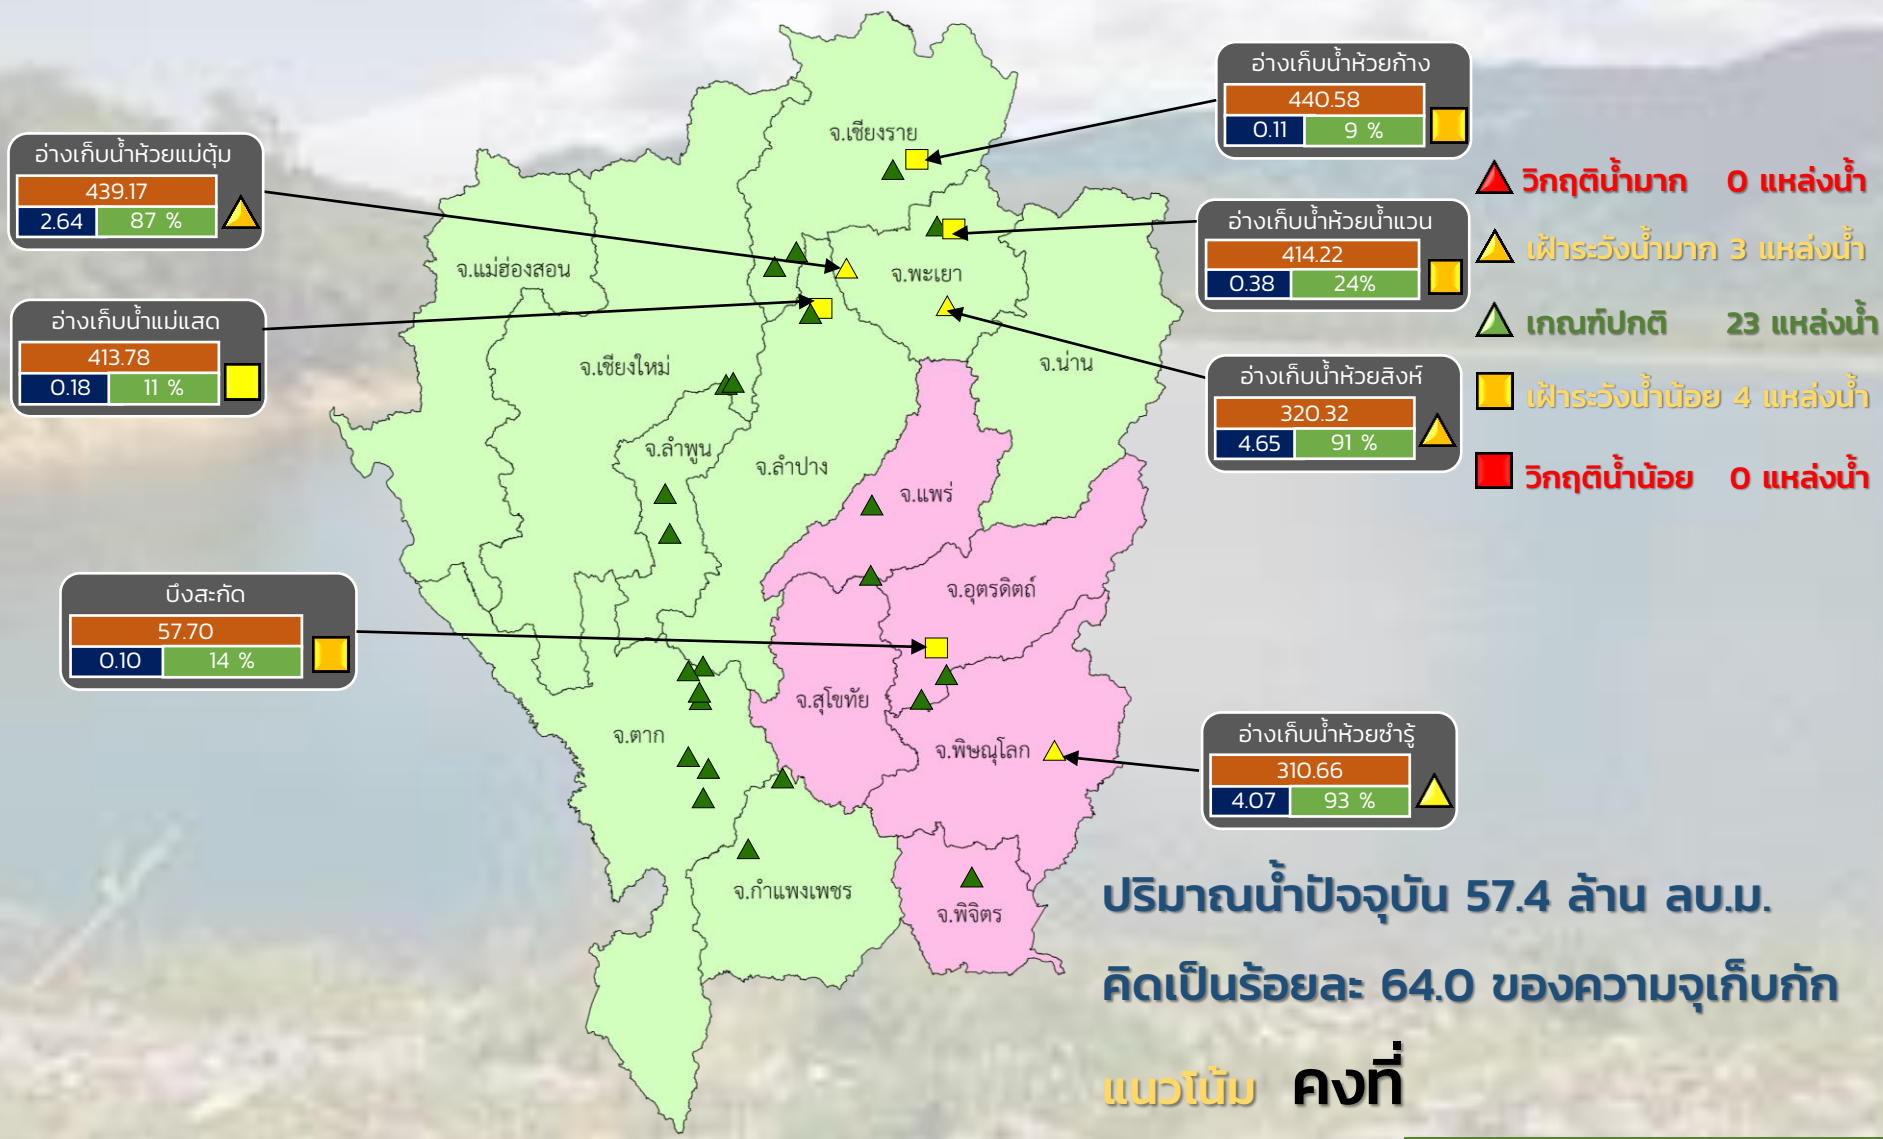 อ่างเก็บน้ำห้วยก้าง
440.58
0.11 9 %
จ.เชียงราย
อ่างเก็บน้ำห้วยแม่ตุ้ม
439.17
2.64 87 %
วิกฤติน้ำมาก 0 แหล่งน้ำ
อ่างเก็บน้ำห้วยน้ำแวน
414.22
0.38 24%
เฝ้าระวังน้ำมาก 3 แหล่งน้ำ
จ.แม่ฮ่องสอน
จ.พะเยา
อ่างเก็บน้ำแม่แสด
413.78
0.18 11 %
เกณฑ์ปกติ 23 แหล่งน้ำ
จ.เชียงใหม่
จ.น่าน
อ่างเก็บน้ำห้วยสิงห์
320.32
4.65 91 %
เฝ้าระวังน้ำน้อย 4 แหล่งน้ำ
จ.ลำพูน
จ.ลำปาง
จ.แพร่
วิกฤติน้ำน้อย 0 แหล่งน้ำ
บึงสะกัด
57.70
0.10 14 %
จ.อุตรดิตถ์
จ.สุโขทัย
จ.ตาก
จ.พิษณุโลก
อ่างเก็บน้ำห้วยซำรู้
310.66
4.07 93 %
จ.กำแพงเพชร
จ.พิจิตร
ปริมาณน้ำปัจจุบัน 57.4 ล้าน ลบ.ม.
คิดเป็นร้อยละ 64.0 ของความจุเก็บกัก
แนวโน้ม คงที่